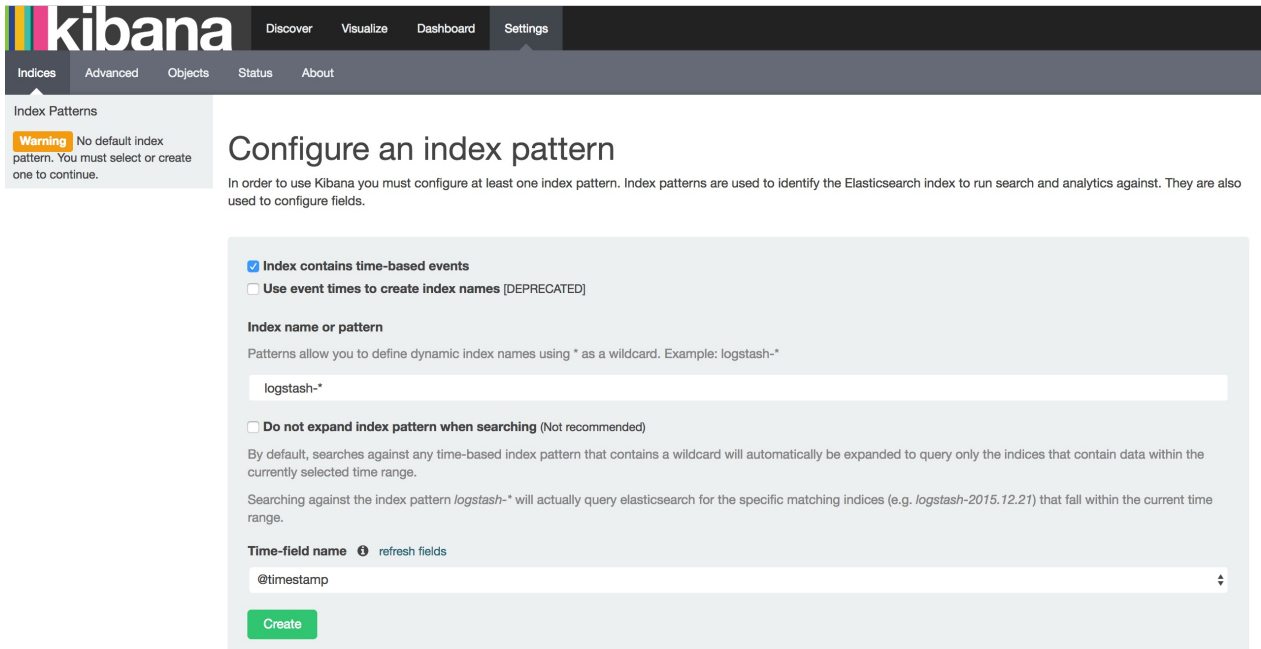 kibana
Discover Visualize Dashboard Settings
Indices Advanced Objects Status About
Index Patterns
Warning No default index
pattern. You must select or create
one to continue.
Configure an index pattern
In order to use Kibana you must configure at least one index pattern. Index patterns are used to identify the Elasticsearch index to run search and analytics against. They are also
used to configure fields.
Index contains time-based events
Use event times to create index names [DEPRECATED]
Index name or pattern
Patterns allow you to define dynamic index names using * as a wildcard. Example: logstash-*
logstash-*
Do not expand index pattern when searching (Not recommended)
By default, searches against any time-based index pattern that contains a wildcard will automatically be expanded to query only the indices that contain data within the
currently selected time range.
Searching against the index pattern logstash-* will actually query elasticsearch for the specific matching indices (e.g. logstash-2015.12.21) that fall within the current time
range.
Time-field name refresh fields
@timestamp
Create